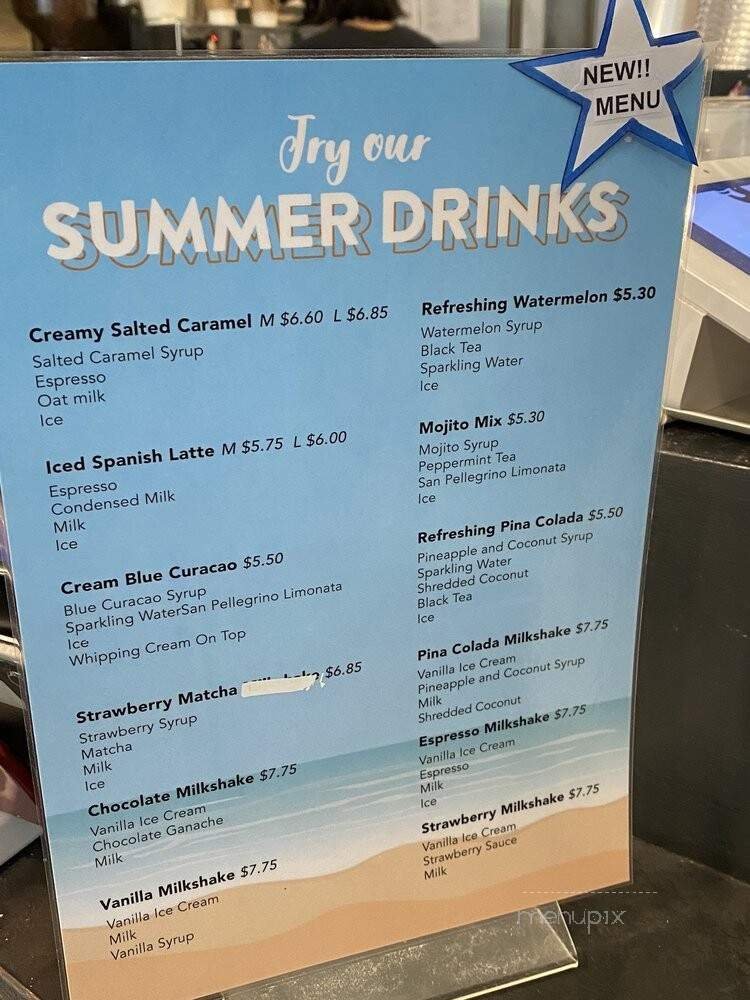 NEW!!
MENU
Try our
SUMMER DRINKS
Creamy Salted Caramel M $6.60 L $6.85
Salted Caramel Syrup
Espresso
Oat milk
Ice
Iced Spanish Latte M $5.75 L $6.00
Espresso
Condensed Milk
Milk
Ice
Cream Blue Curacao $5.50
Blue Curacao Syrup
Sparkling WaterSan Pellegrino Limonata
Ice
Whipping Cream On Top
Strawberry Matcha $6.85
Strawberry Syrup
Matcha
Milk
Ice
Chocolate Milkshake $7.75
Vanilla Ice Cream
Chocolate Ganache
Milk
Vanilla Milkshake $7.75
Vanilla Ice Cream
Milk
Vanilla Syrup
Refreshing Watermelon $5.30
Watermelon Syrup
Black Tea
Sparkling Water
Ice
Mojito Mix $5.30
Mojito Syrup
Peppermint Tea
San Pellegrino Limonata
Ice
Refreshing Pina Colada $5.50
Pineapple and Coconut Syrup
Sparkling Water
Shredded Coconut
Black Tea
Ice
Pina Colada Milkshake $7.75
Vanilla Ice Cream
Pineapple and Coconut Syrup
Milk
Shredded Coconut
Espresso Milkshake $7.75
Vanilla Ice Cream
Espresso
Milk
Ice
Strawberry Milkshake $7.75
Vanilla Ice Cream
Strawberry Sauce
Milk
menupix